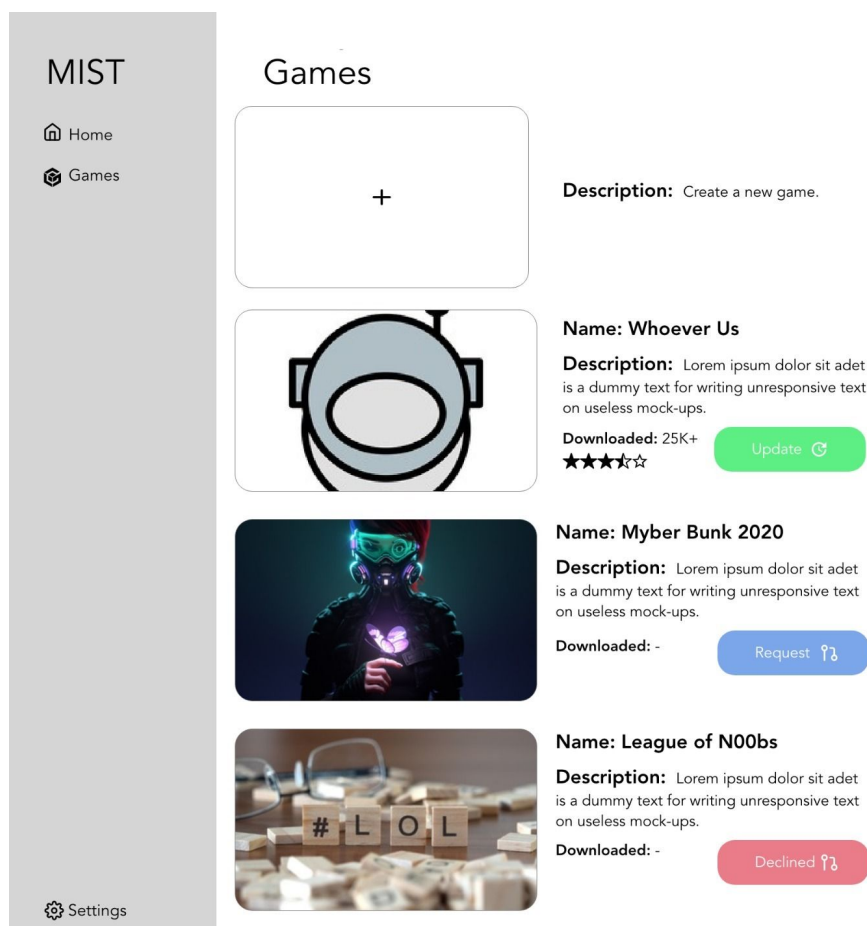 MIST
Home
Games
Settings
Games
+
Description: Create a new game.
Name: Whoever Us
Description: Lorem ipsum dolor sit adet
is a dummy text for writing unresponsive text
on useless mock-ups.
Downloaded: 25K+
Update
Name: Myber Bunk 2020
Description: Lorem ipsum dolor sit adet
is a dummy text for writing unresponsive text
on useless mock-ups.
Downloaded: -
Request
# L O L
Name: League of N00bs
Description: Lorem ipsum dolor sit adet
is a dummy text for writing unresponsive text
on useless mock-ups.
Downloaded: -
Declined